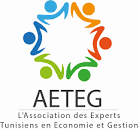 AETEG
L'Association des Experts
Tunisiens en Economie et Gestion